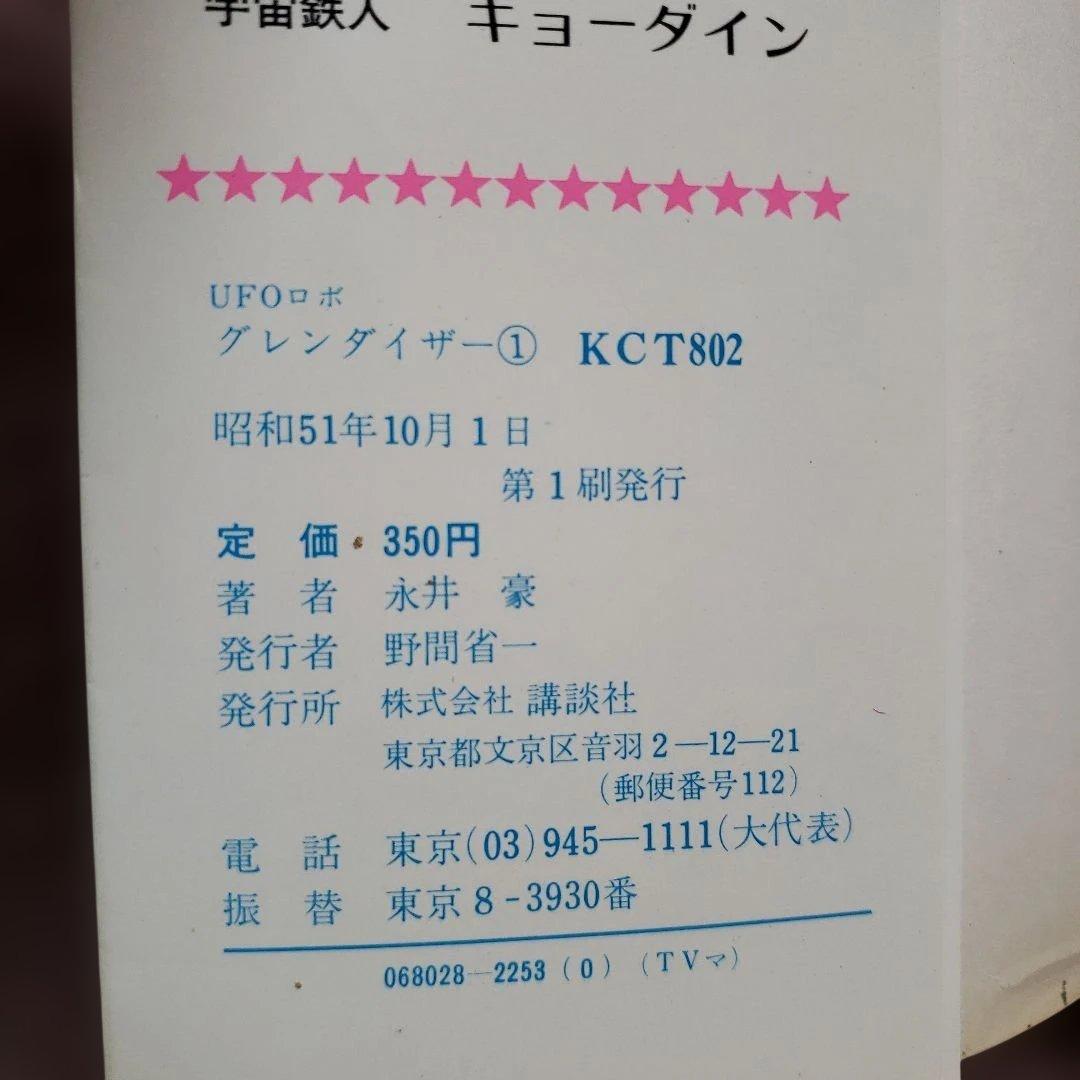 宇宙鉄人 キョーダイン
★★★★★★★★★★★★★
UFOロボ
グレンダイザー① KCT802
昭和51年10月1日
第1刷発行
定 価・350円
著 者 永井 豪
発行者 野間省一
発行所 株式会社 講談社
東京都文京区音羽2―12―21
(郵便番号112)
電 話 東京(03)945―1111(大代表)
振 替 東京8-3930番
068028―2253(0)(TVマ)